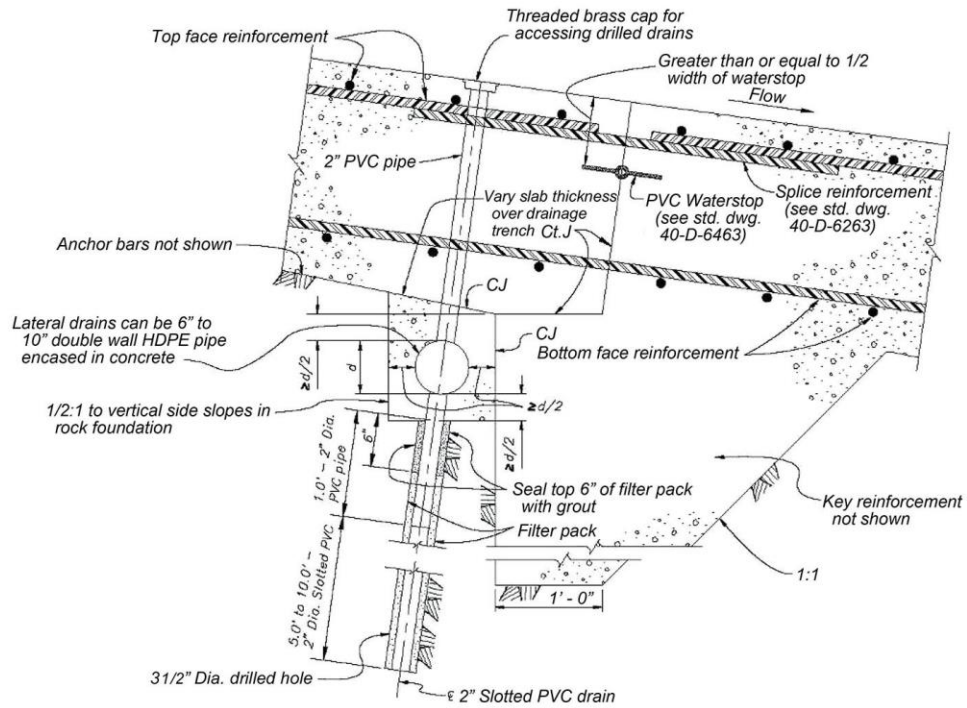 Threaded brass cap for
accessing drilled drains
Top face reinforcement
Greater than or equal to 1/2
width of waterstop
Flow
2" PVC pipe
Vary slab thickness
over drainage
trench
Ct.J
PVC Waterstop
(see std. dwg.
40-D-6463)
Splice reinforcement
(see std. dwg.
40-D-6263)
Anchor bars not shown
CJ
Lateral drains can be 6" to
10" double wall HDPE pipe
encased in concrete
≥d/2
d
CJ
Bottom face reinforcement
≥d/2
1/2:1 to vertical side slopes in
rock foundation
≥d/2
6"
1.0' - 2" Dia.
PVC pipe
Seal top 6" of filter pack
with grout
Filter pack
Key reinforcement
not shown
1:1
5.0' to 10.0' -
2" Dia. Slotted PVC
1' - 0"
3 1/2" Dia. drilled hole
℄ 2" Slotted PVC drain